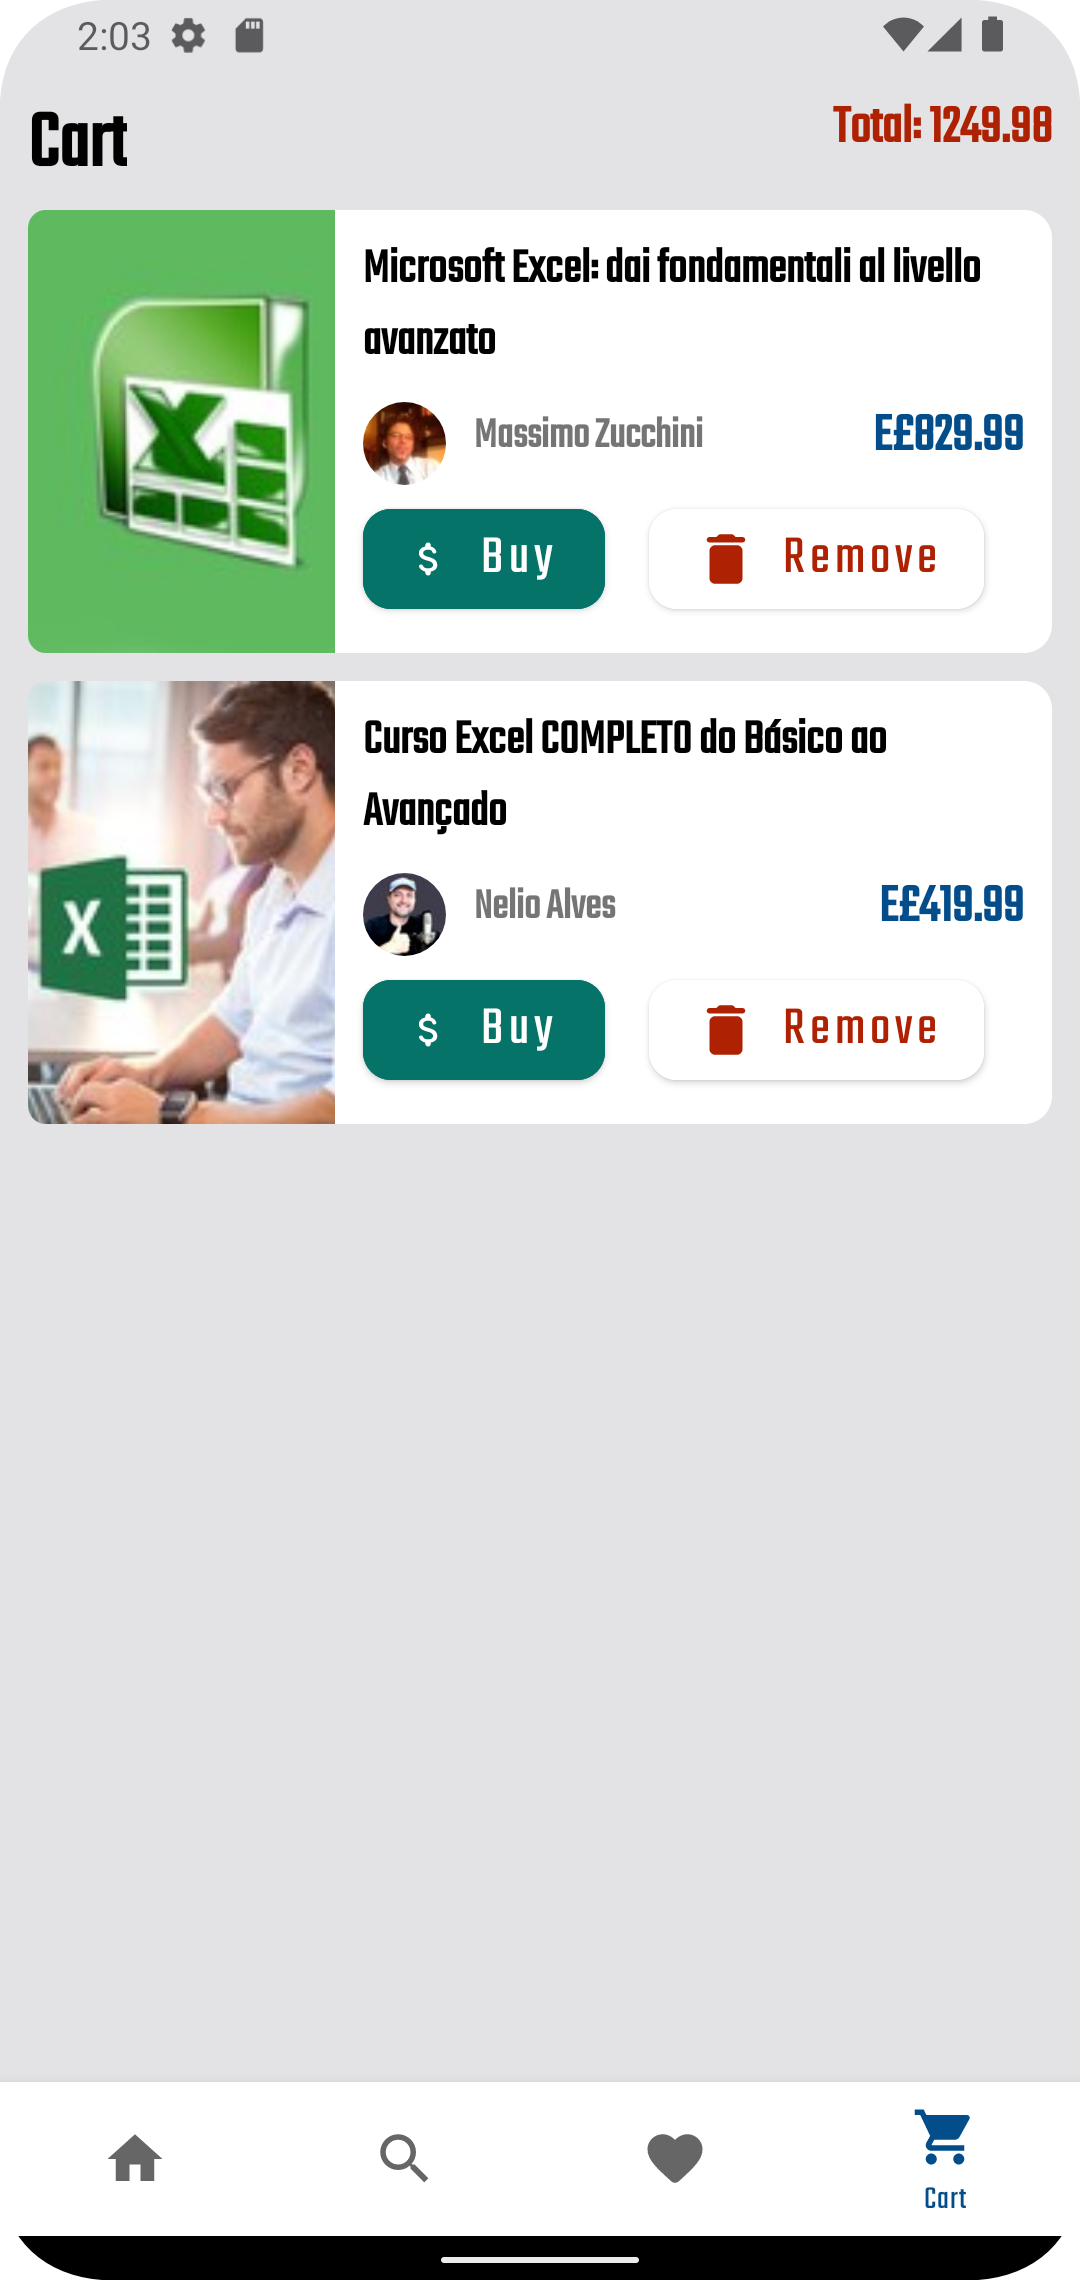 2:03
Cart
Total: 1249.98
Microsoft Excel: dai fondamentali al livello
avanzato
Massimo Zucchini
E£829.99
$ Buy
Remove
Curso Excel COMPLETO do Básico ao
Avançado
Nelio Alves
E£419.99
$ Buy
Remove
Cart